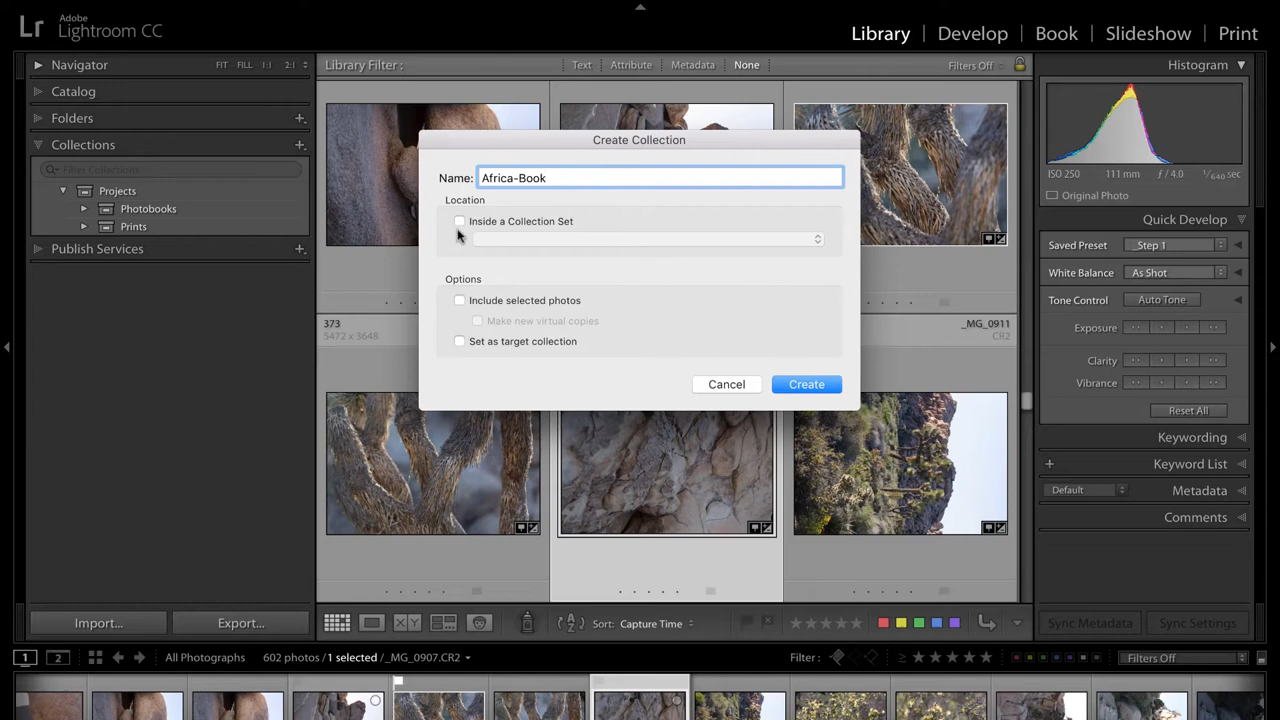 Lr Adobe
Lightroom CC
Library | Develop | Book | Slideshow | Print
Navigator FIT FILL 1:1 2:1
Catalog
Folders
Collections
Filter Collections
Projects
Photobooks
Prints
Publish Services
Import...
Export...
Library Filter : Text Attribute Metadata None Filters Off
Create Collection
Name: Africa-Book
Location
Inside a Collection Set
Options
Include selected photos
Make new virtual copies
Set as target collection
Cancel
Create
373
5472 x 3648
_MG_0911
CR2
Histogram
ISO 250 111 mm f / 4.0 1/640 sec
Original Photo
Quick Develop
Saved Preset _Step 1
White Balance As Shot
Tone Control Auto Tone
Exposure
Clarity
Vibrance
Reset All
Keywording
Keyword List
Default Metadata
Comments
Sync Metadata Sync Settings
XY Sort: Capture Time
1 2 All Photographs 602 photos / 1 selected / _MG_0907.CR2
Filter : Filters Off